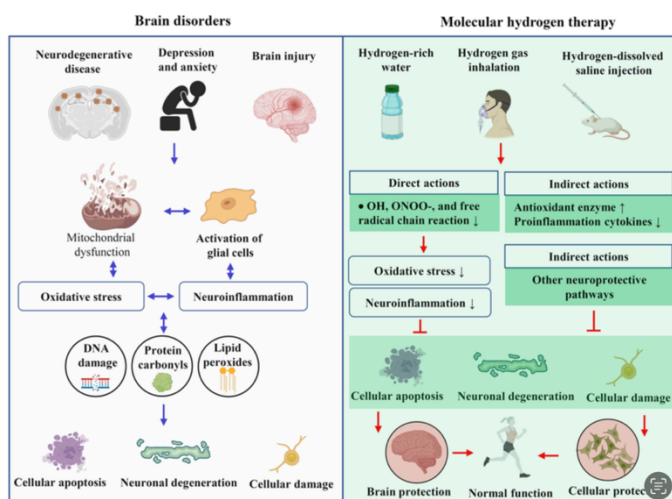 Brain disorders
Neurodegenerative
disease
Depression
and anxiety
Brain injury
Mitochondrial
dysfunction
Activation of
glial cells
Oxidative stress
Neuroinflammation
DNA
damage
Protein
carbonyls
Lipid
peroxides
Cellular apoptosis
Neuronal degeneration
Cellular damage
Molecular hydrogen therapy
Hydrogen-rich
water
Hydrogen gas
inhalation
Hydrogen-dissolved
saline injection
Direct actions
• OH, ONOO-, and free
radical chain reaction ↓
Indirect actions
Antioxidant enzyme ↑
Proinflammation cytokines ↓
Oxidative stress ↓
Neuroinflammation ↓
Indirect actions
Other neuroprotective
pathways
Cellular apoptosis
Neuronal degeneration
Cellular damage
Brain protection
Normal function
Cellular